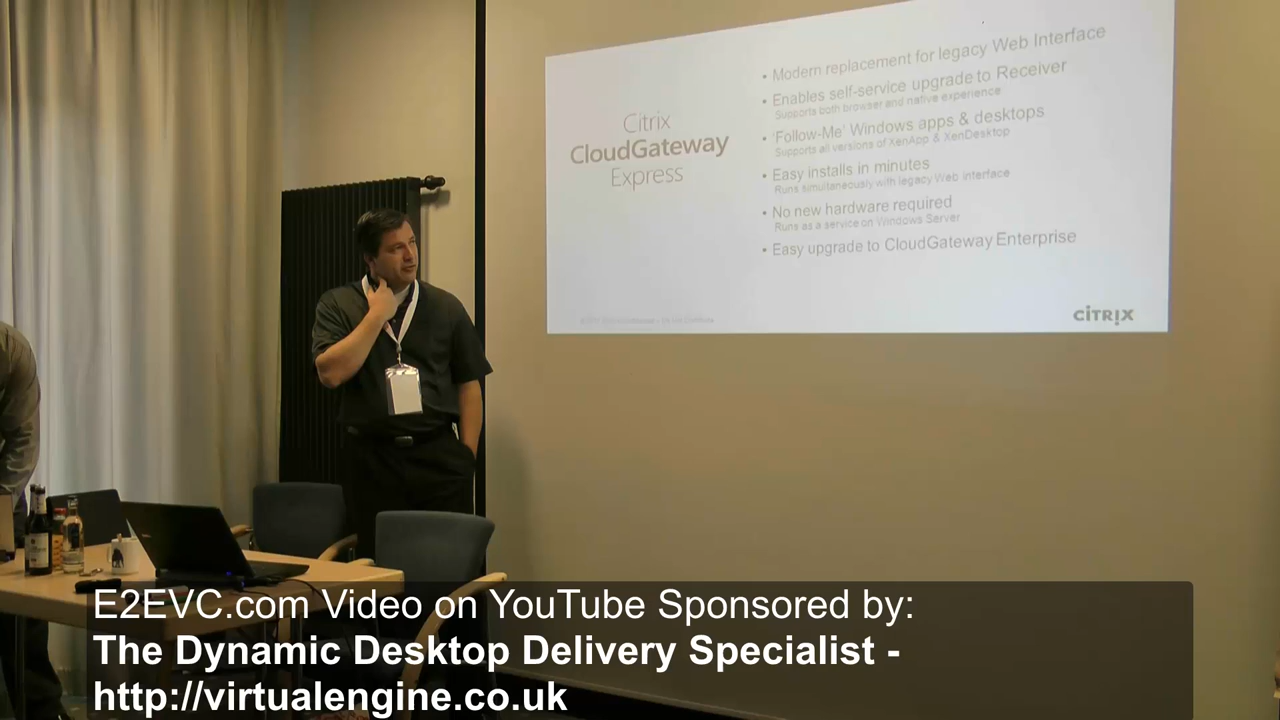 Citrix
CloudGateway
Express
• Modern replacement for legacy Web Interface
• Enables self-service upgrade to Receiver
Supports both browser and native experience
• 'Follow-Me' Windows apps & desktops
Supports all versions of XenApp & XenDesktop
• Easy installs in minutes
Runs simultaneously with legacy Web Interface
• No new hardware required
Runs as a service on Windows Server
• Easy upgrade to CloudGateway Enterprise
CITRIX
E2EVC.com Video on YouTube Sponsored by:
The Dynamic Desktop Delivery Specialist -
http://virtualengine.co.uk